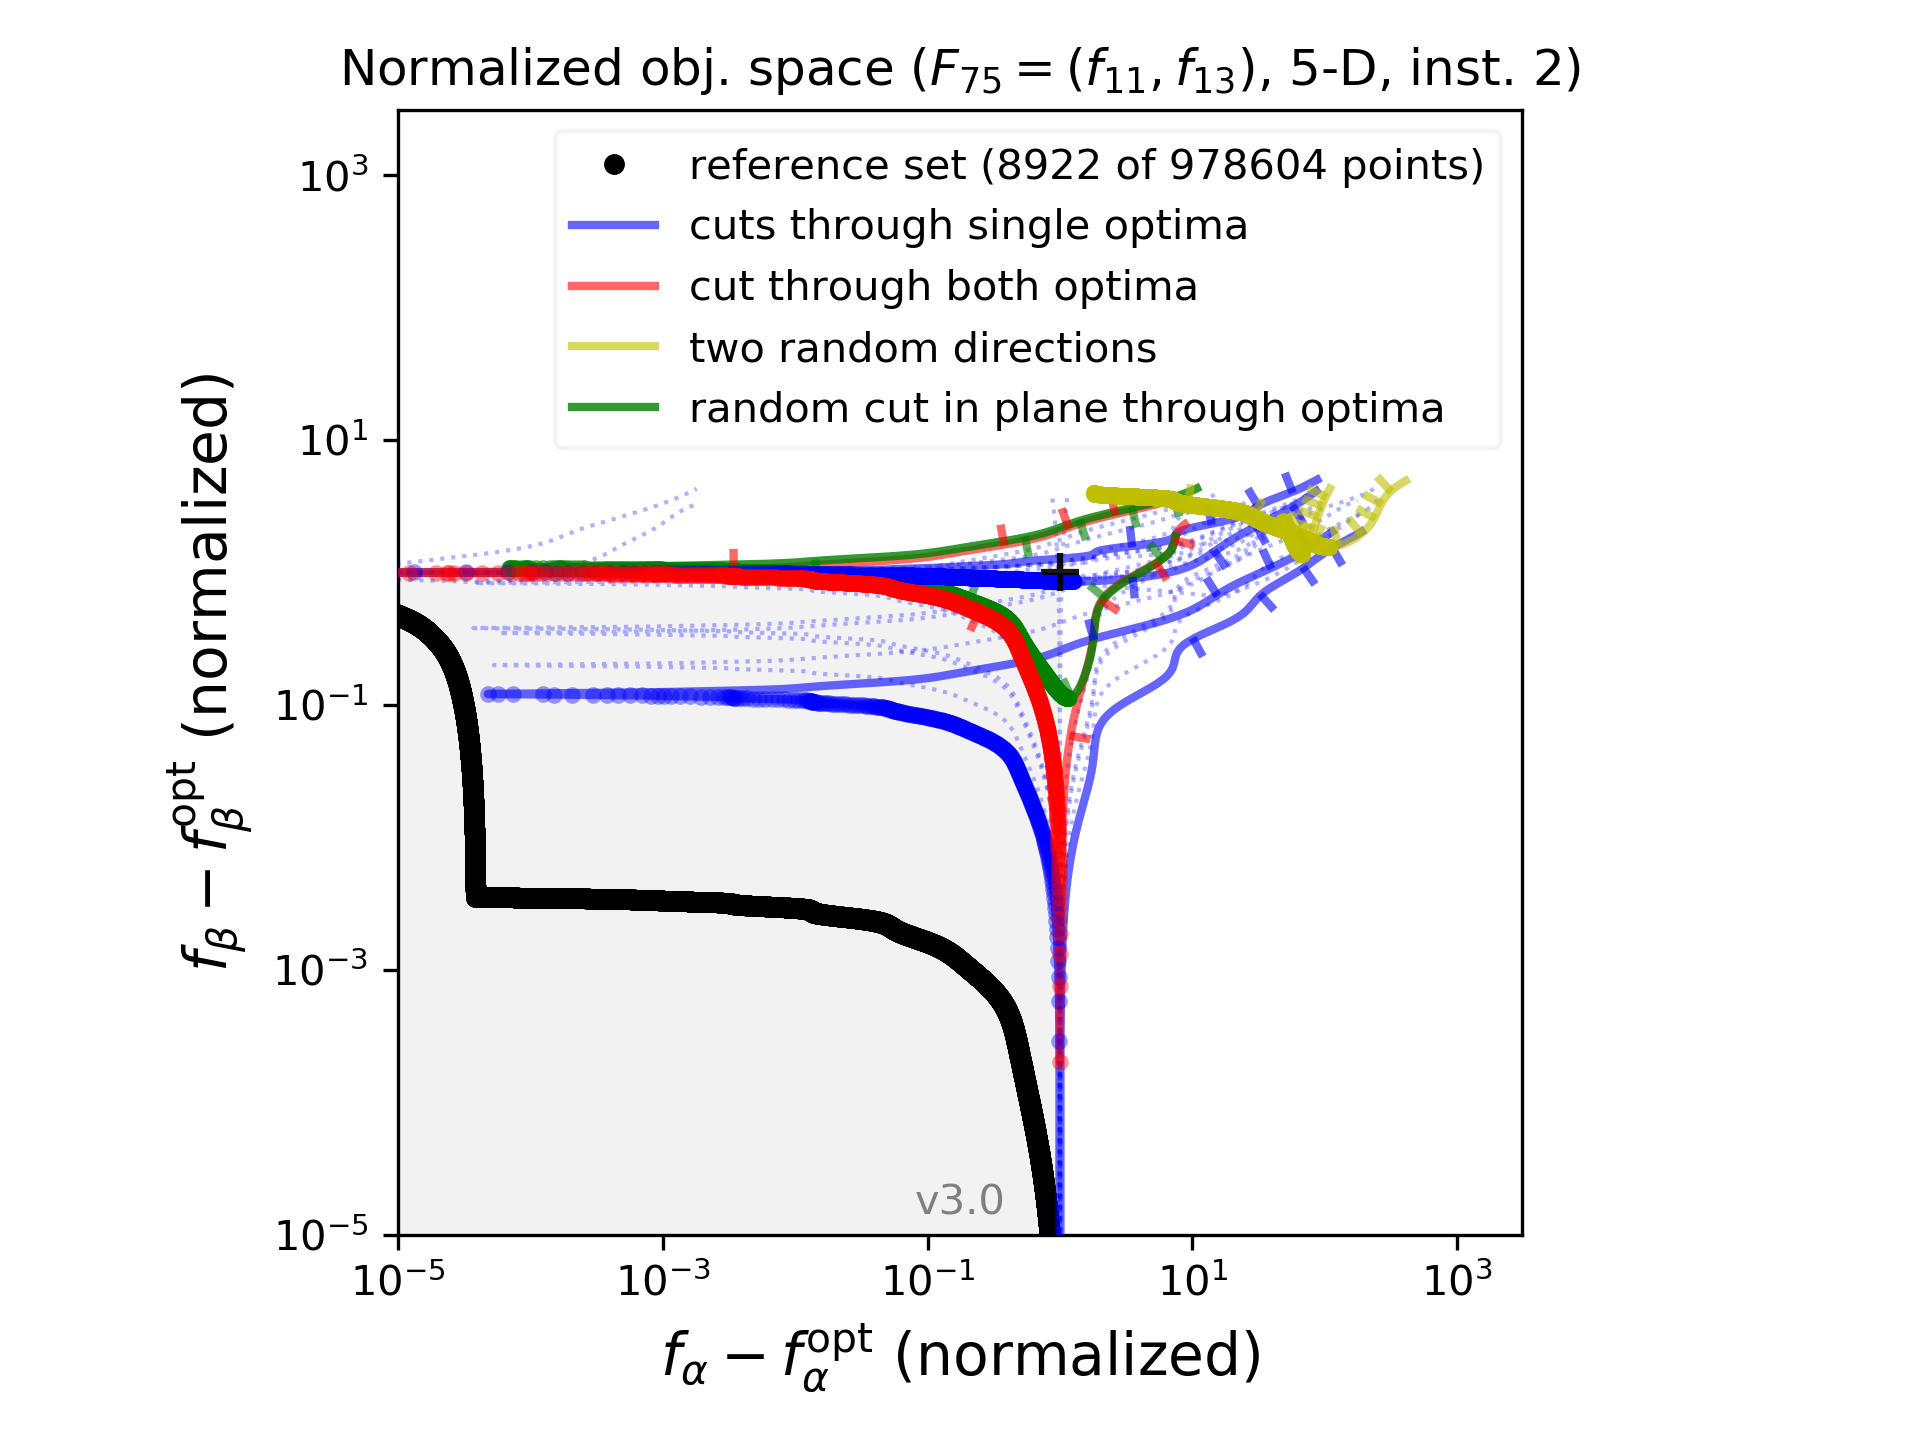 Normalized obj. space (F₇₅ = (f₁₁, f₁₃), 5-D, inst. 2)
reference set (8922 of 978604 points)
cuts through single optima
cut through both optima
two random directions
random cut in plane through optima
10³
10¹
10⁻¹
10⁻³
10⁻⁵
f_β − f_β^opt (normalized)
v3.0
10⁻⁵ 10⁻³ 10⁻¹ 10¹ 10³
f_α − f_α^opt (normalized)